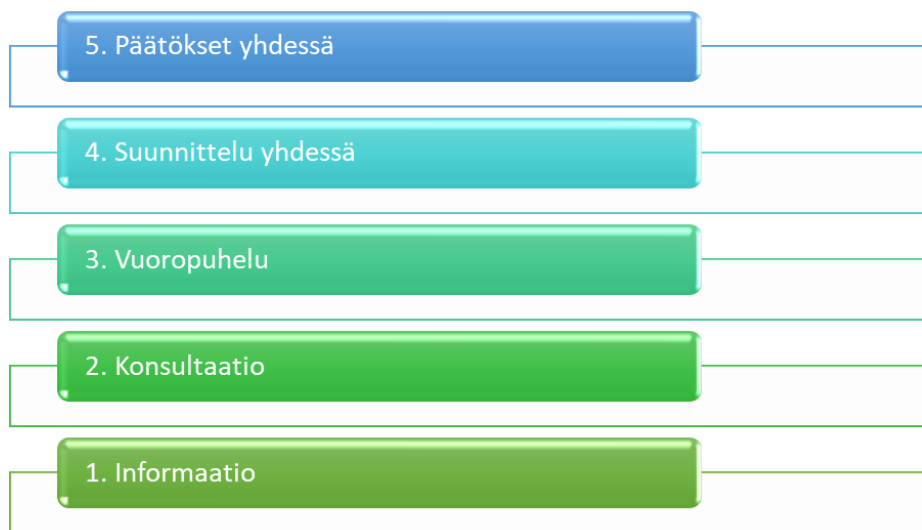 5. Päätökset yhdessä
4. Suunnittelu yhdessä
3. Vuoropuhelu
2. Konsultaatio
1. Informaatio